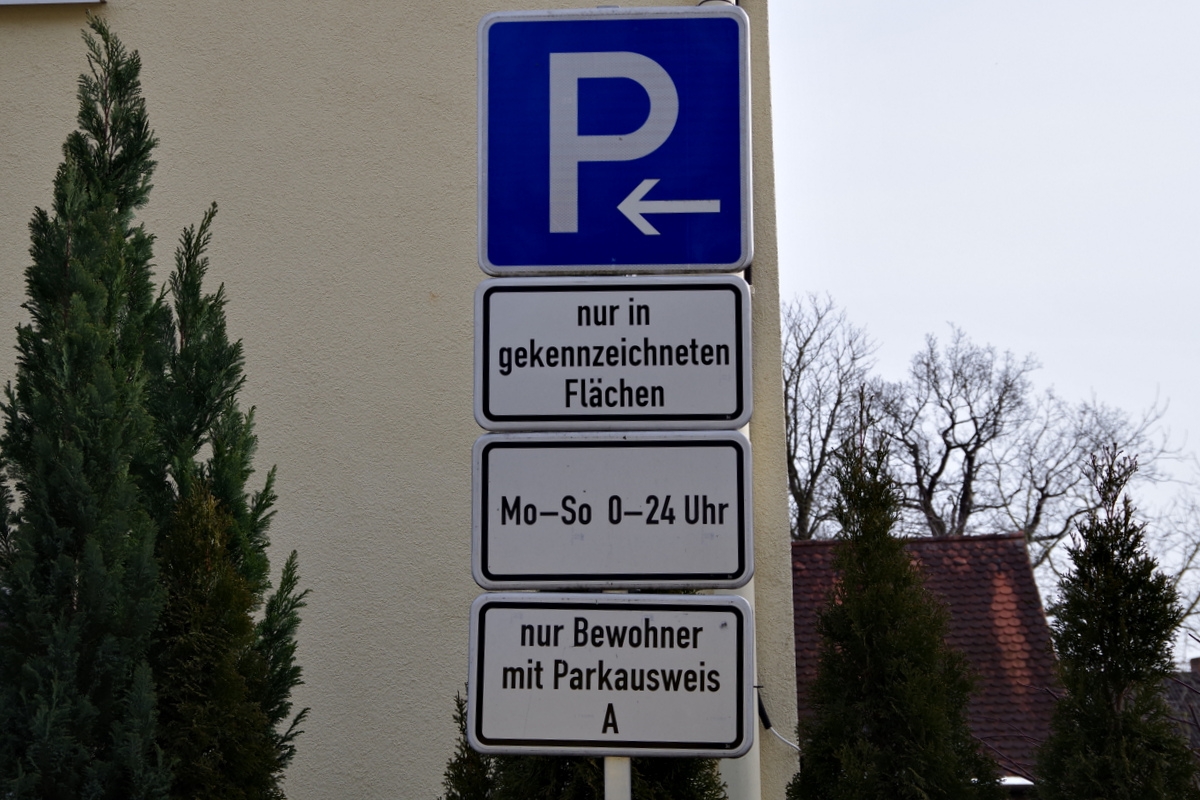 P
nur in
gekennzeichneten
Flächen
Mo–So 0–24 Uhr
nur Bewohner
mit Parkausweis
A